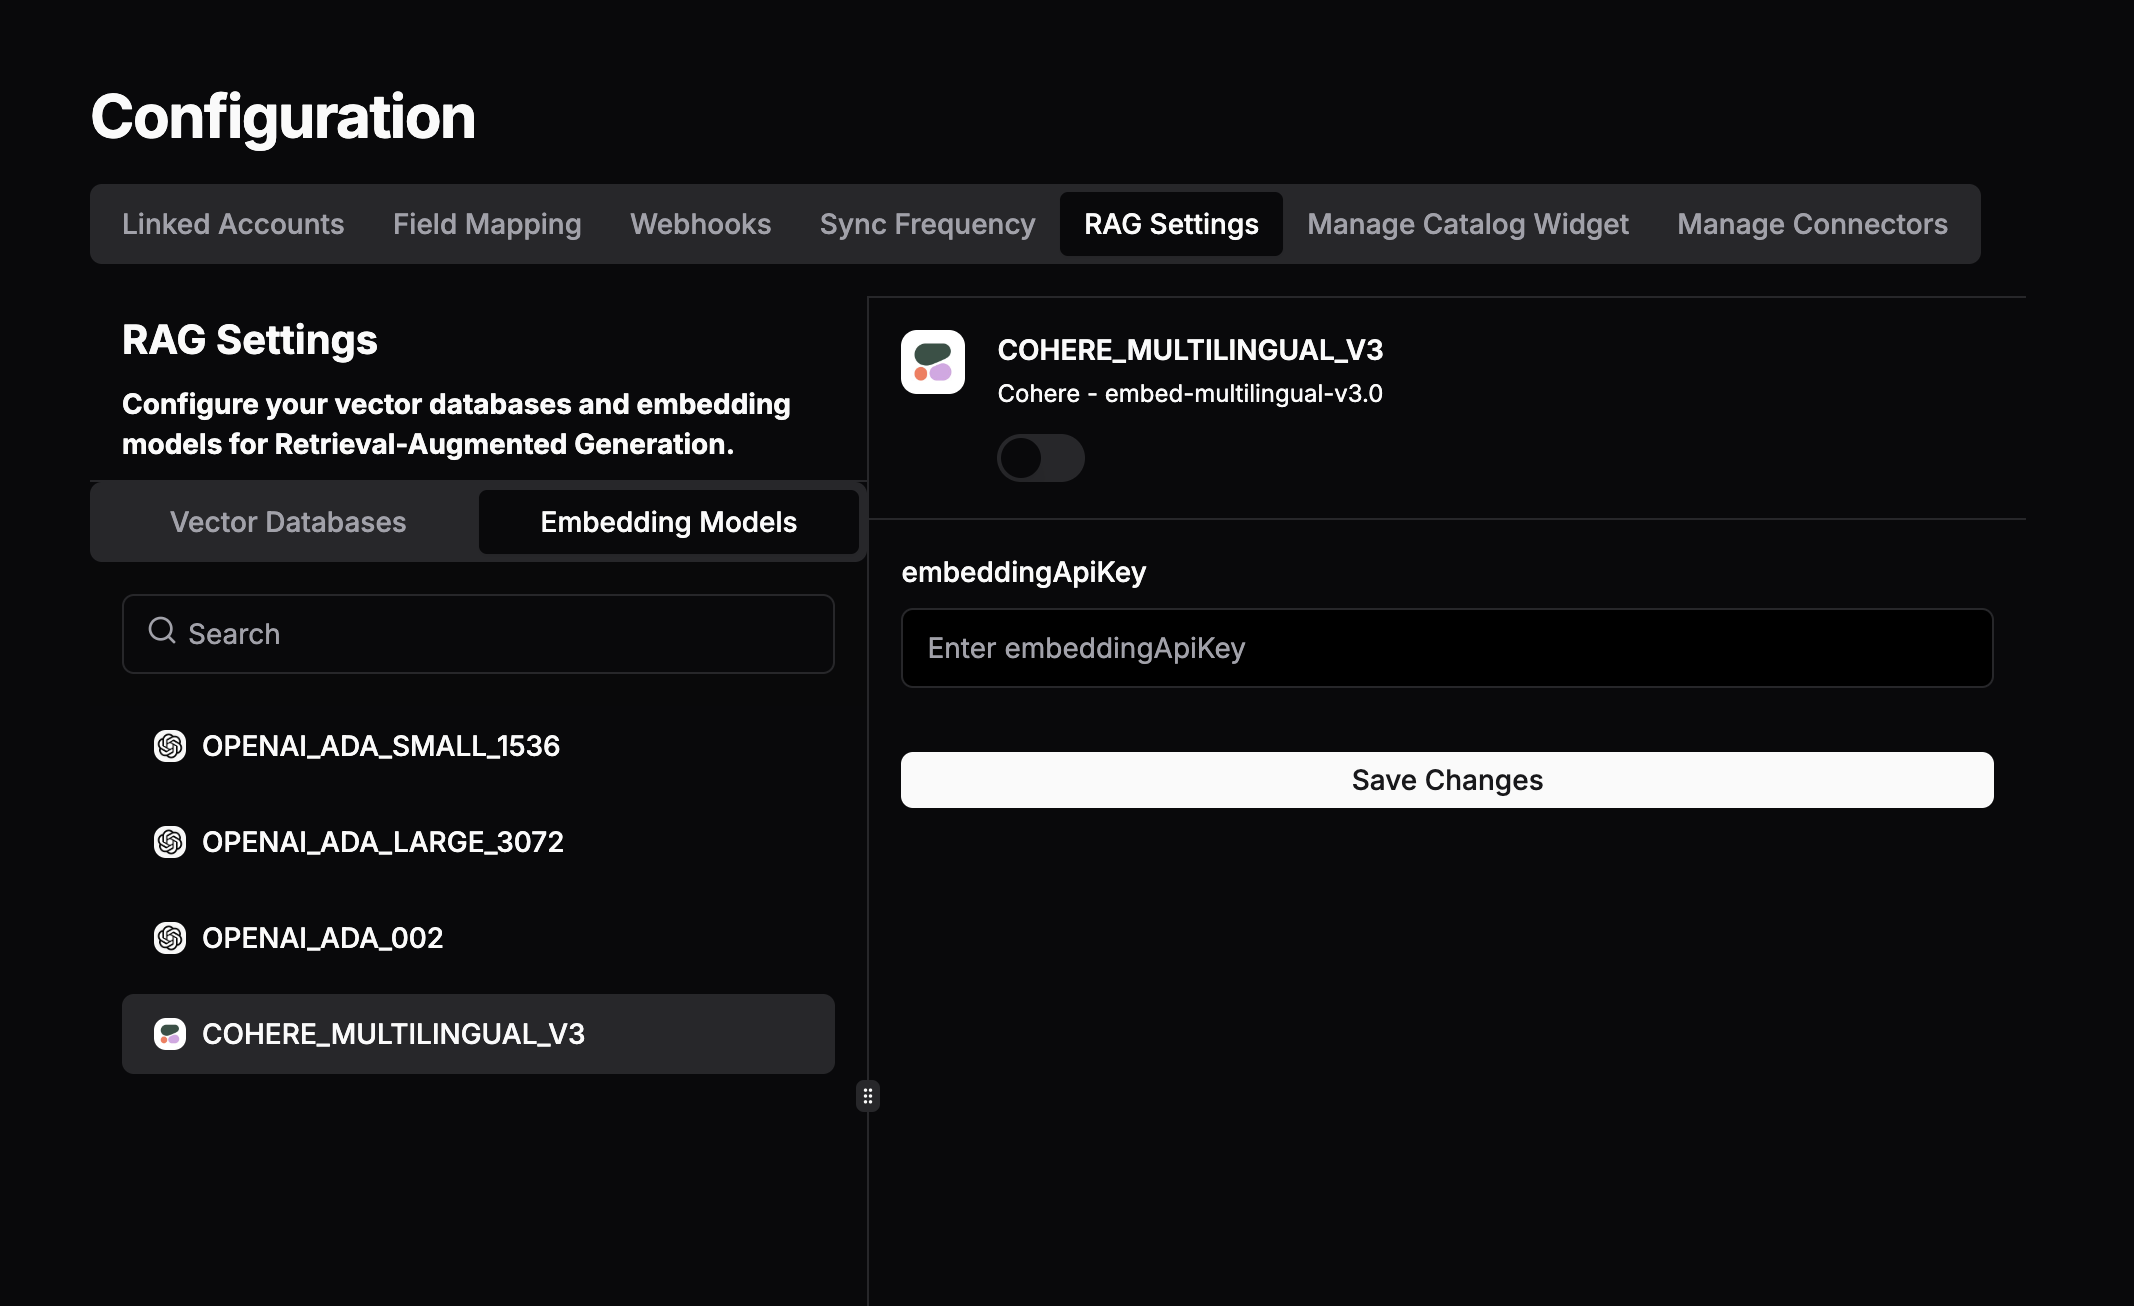 Configuration
Linked Accounts
Field Mapping
Webhooks
Sync Frequency
RAG Settings
Manage Catalog Widget
Manage Connectors
RAG Settings
Configure your vector databases and embedding
models for Retrieval-Augmented Generation.
Vector Databases
Embedding Models
Search
OPENAI_ADA_SMALL_1536
OPENAI_ADA_LARGE_3072
OPENAI_ADA_002
COHERE_MULTILINGUAL_V3
COHERE_MULTILINGUAL_V3
Cohere - embed-multilingual-v3.0
embeddingApiKey
Enter embeddingApiKey
Save Changes